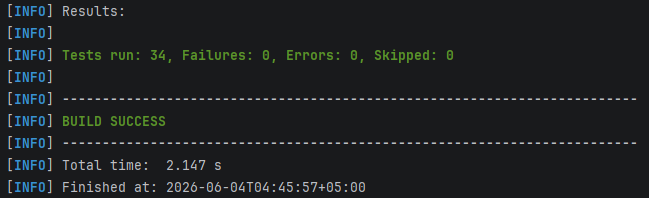 [INFO] Results:
[INFO]
[INFO] Tests run: 34, Failures: 0, Errors: 0, Skipped: 0
[INFO]
[INFO] ------------------------------------------------------------------------
[INFO] BUILD SUCCESS
[INFO] ------------------------------------------------------------------------
[INFO] Total time:  2.147 s
[INFO] Finished at: 2026-06-04T04:45:57+05:00